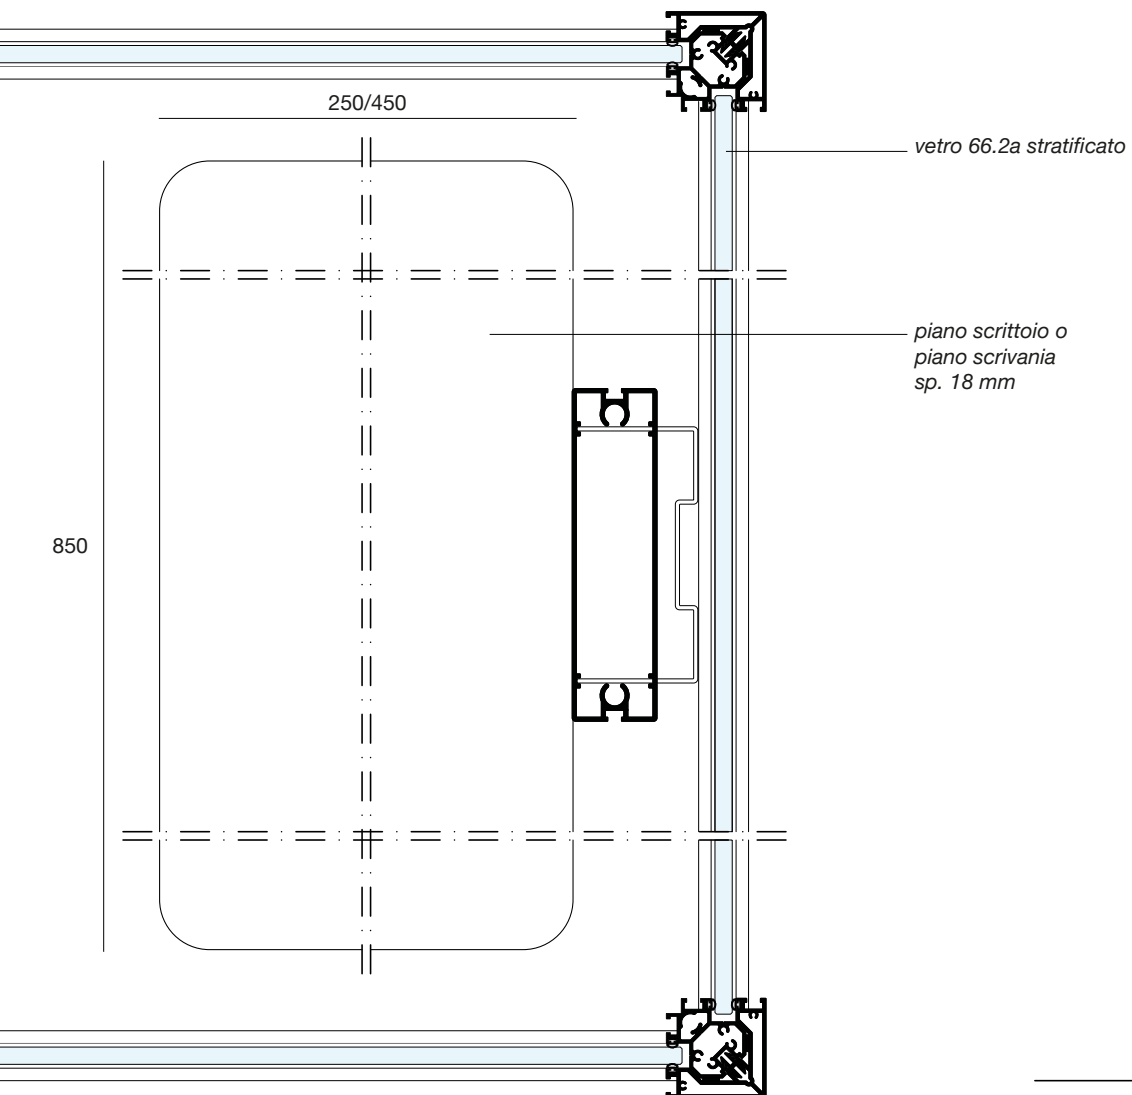 250/450
vetro 66.2a stratificato
piano scrittoio o
piano scrivania
sp. 18 mm
850